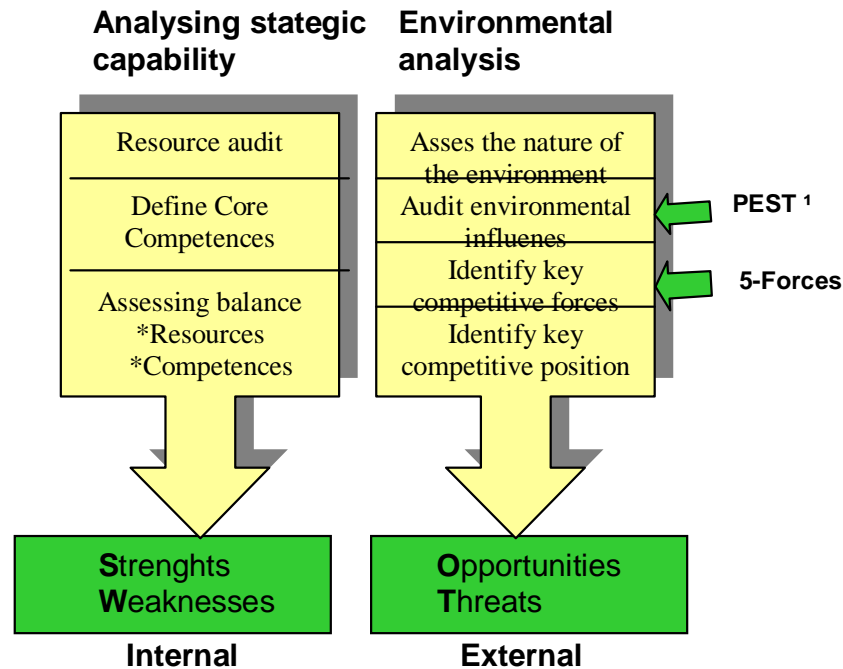 Analysing stategic
capability
Environmental
analysis
Resource audit
Define Core
Competences
Assessing balance
*Resources
*Competences
Asses the nature of
the environment
Audit environmental
influenes
Identify key
competitive forces
Identify key
competitive position
PEST ¹
5-Forces
Strenghts
Weaknesses
Internal
Opportunities
Threats
External